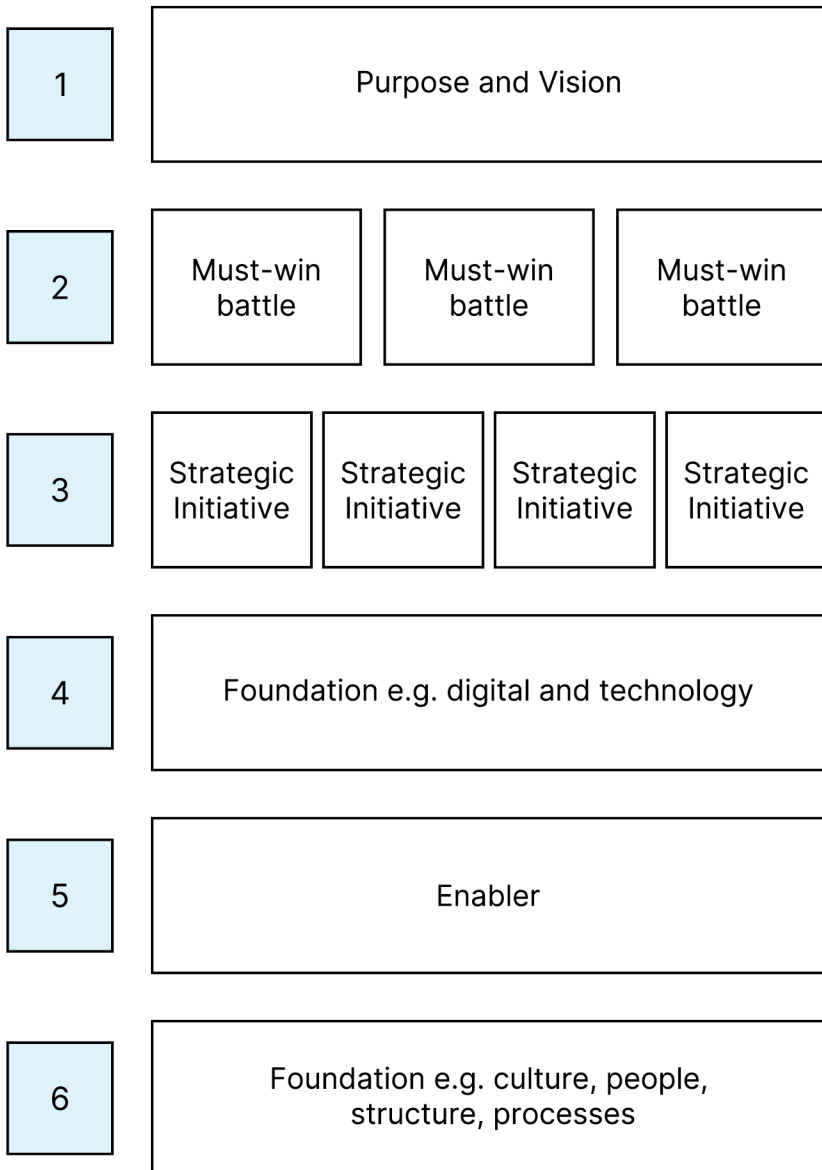 1
Purpose and Vision
2
Must-win
battle
Must-win
battle
Must-win
battle
3
Strategic
Initiative
Strategic
Initiative
Strategic
Initiative
Strategic
Initiative
4
Foundation e.g. digital and technology
5
Enabler
6
Foundation e.g. culture, people,
structure, processes